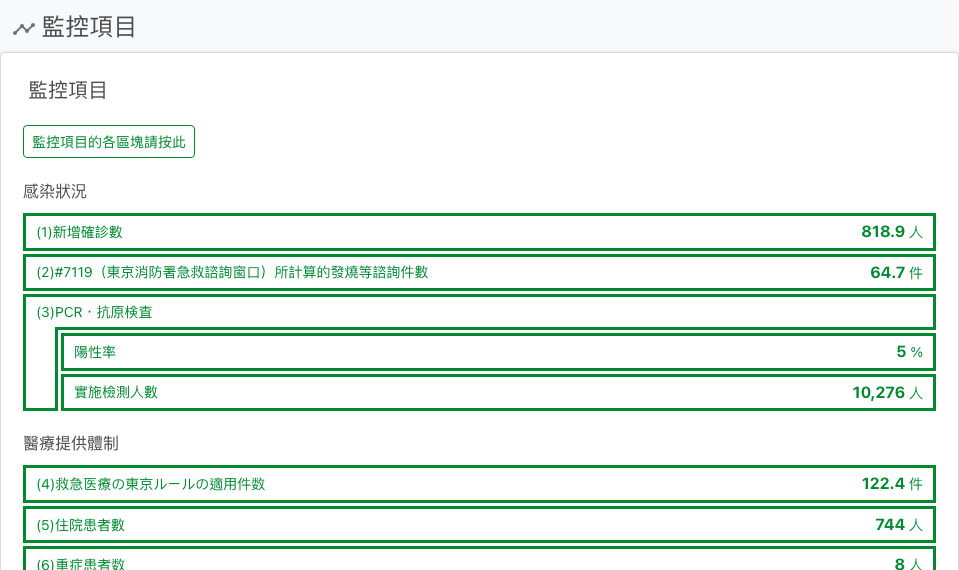 監控項目
監控項目
監控項目的各區塊請按此
感染狀況
(1)新增確診數 818.9 人
(2)#7119（東京消防署急救諮詢窗口）所計算的發燒等諮詢件數 64.7 件
(3)PCR・抗原検査
陽性率 5 %
實施檢測人數 10,276 人
醫療提供體制
(4)救急医療の東京ルールの適用件数 122.4 件
(5)住院患者數 744 人
(6)重症患者数 8 人